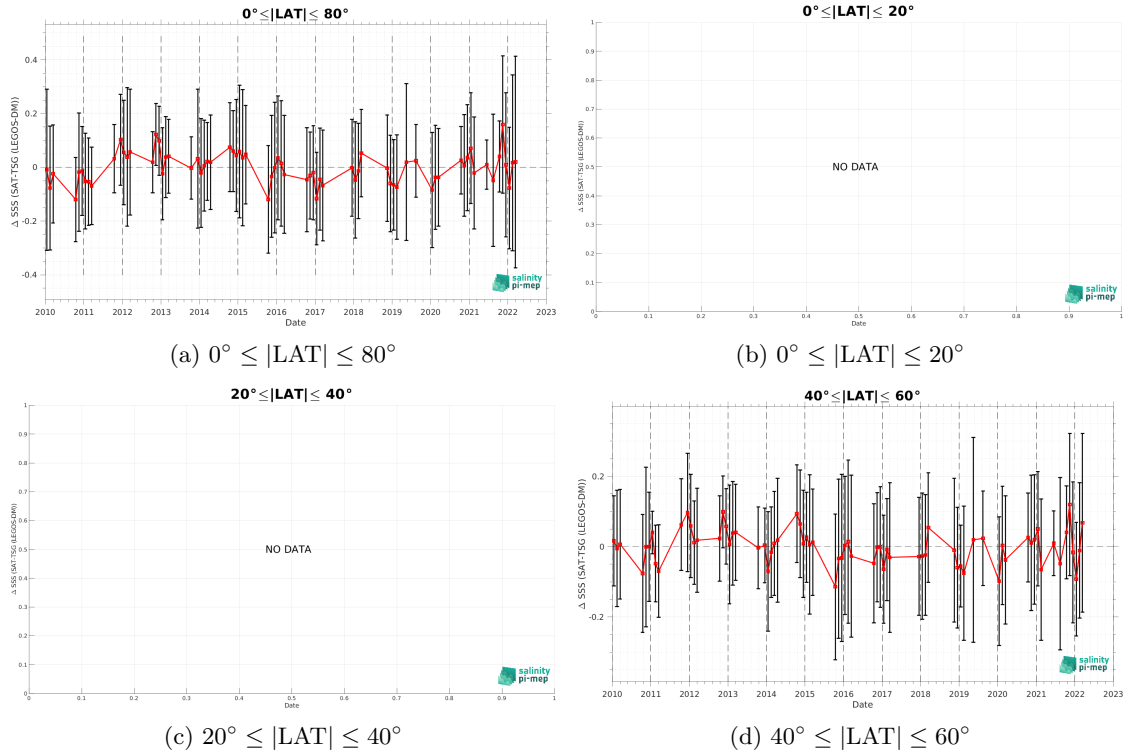 0°≤|LAT|≤ 80°
Δ SSS (SAT-TSG (LEGOS-DM))
0.4
0.2
0
-0.2
-0.4
2010 2011 2012 2013 2014 2015 2016 2017 2018 2019 2020 2021 2022 2023
Date
salinity
pi-mep
(a) 0° ≤ |LAT| ≤ 80°
0°≤|LAT|≤ 20°
Δ SSS (SAT-TSG (LEGOS-DM))
1
0.9
0.8
0.7
0.6
0.5
0.4
0.3
0.2
0.1
0
NO DATA
0 0.1 0.2 0.3 0.4 0.5 0.6 0.7 0.8 0.9 1
Date
salinity
pi-mep
(b) 0° ≤ |LAT| ≤ 20°
20°≤|LAT|≤ 40°
Δ SSS (SAT-TSG (LEGOS-DM))
1
0.9
0.8
0.7
0.6
0.5
0.4
0.3
0.2
0.1
0
NO DATA
0 0.1 0.2 0.3 0.4 0.5 0.6 0.7 0.8 0.9 1
Date
salinity
pi-mep
(c) 20° ≤ |LAT| ≤ 40°
40°≤|LAT|≤ 60°
Δ SSS (SAT-TSG (LEGOS-DM))
0.2
0
-0.2
2010 2011 2012 2013 2014 2015 2016 2017 2018 2019 2020 2021 2022 2023
Date
salinity
pi-mep
(d) 40° ≤ |LAT| ≤ 60°